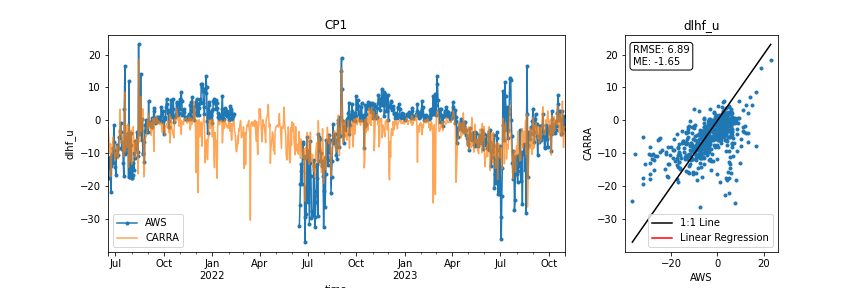 CP1
dlhf_u
20
10
0
−10
−20
−30
AWS
CARRA
Jul
Oct
Jan
2022
Apr
Jul
Oct
Jan
2023
Apr
Jul
Oct
time
dlhf_u
RMSE: 6.89
ME: -1.65
CARRA
20
10
0
−10
−20
−30
1:1 Line
Linear Regression
−20
0
20
AWS